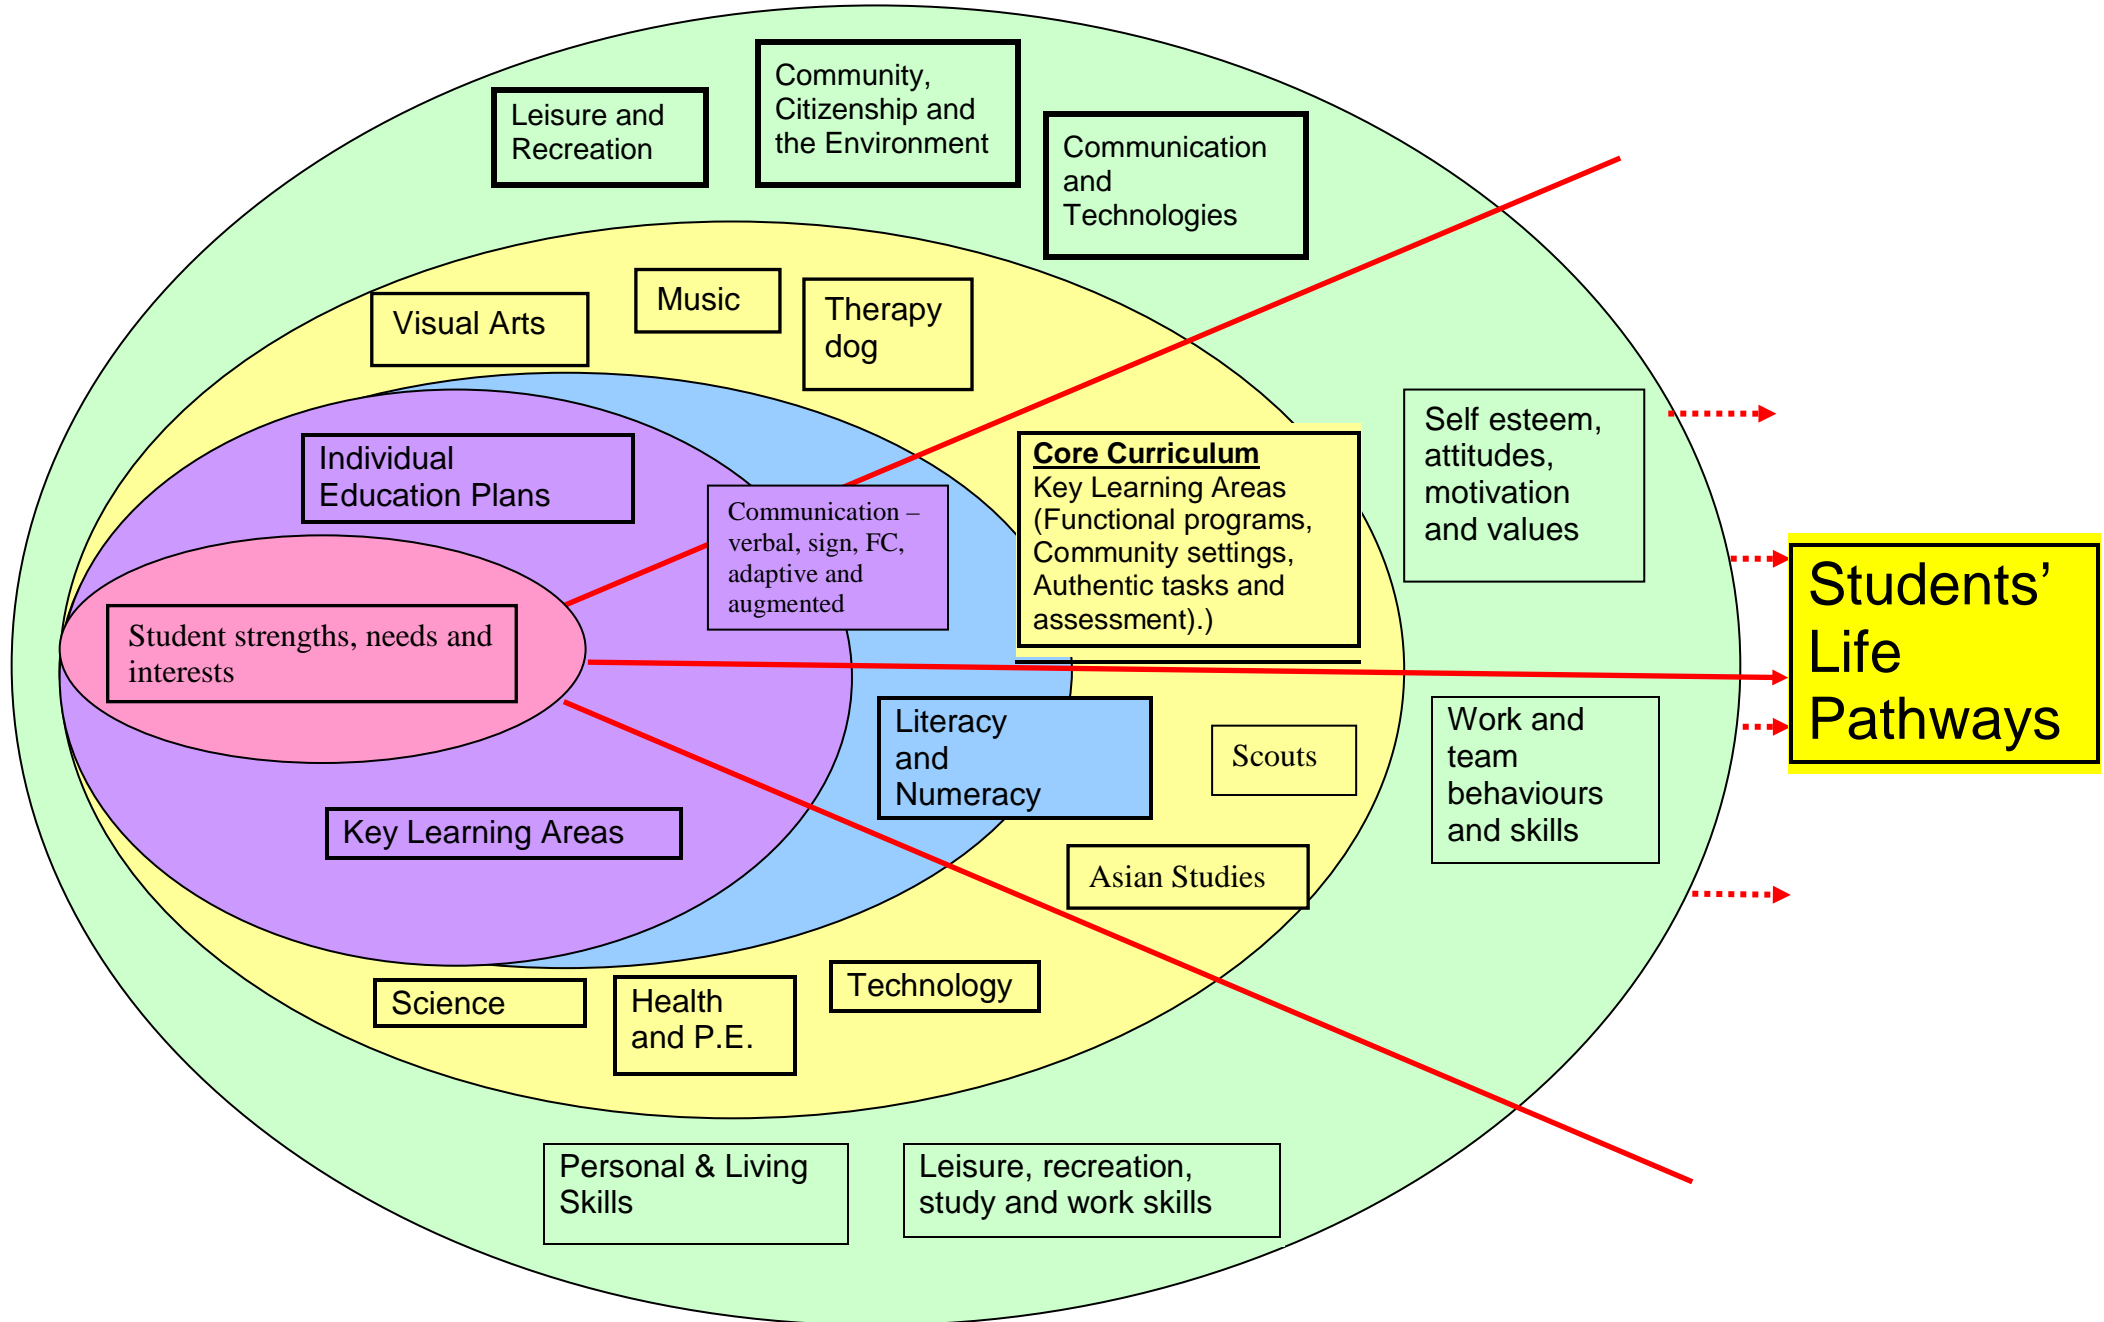 Leisure and
Recreation
Community,
Citizenship and
the Environment
Communication
and
Technologies
Visual Arts
Music
Therapy
dog
Individual
Education Plans
Communication –
verbal, sign, FC,
adaptive and
augmented
Core Curriculum
Key Learning Areas
(Functional programs,
Community settings,
Authentic tasks and
assessment).)
Self esteem,
attitudes,
motivation
and values
Students’
Life
Pathways
Student strengths, needs and
interests
Literacy
and
Numeracy
Scouts
Work and
team
behaviours
and skills
Key Learning Areas
Asian Studies
Science
Health
and P.E.
Technology
Personal & Living
Skills
Leisure, recreation,
study and work skills